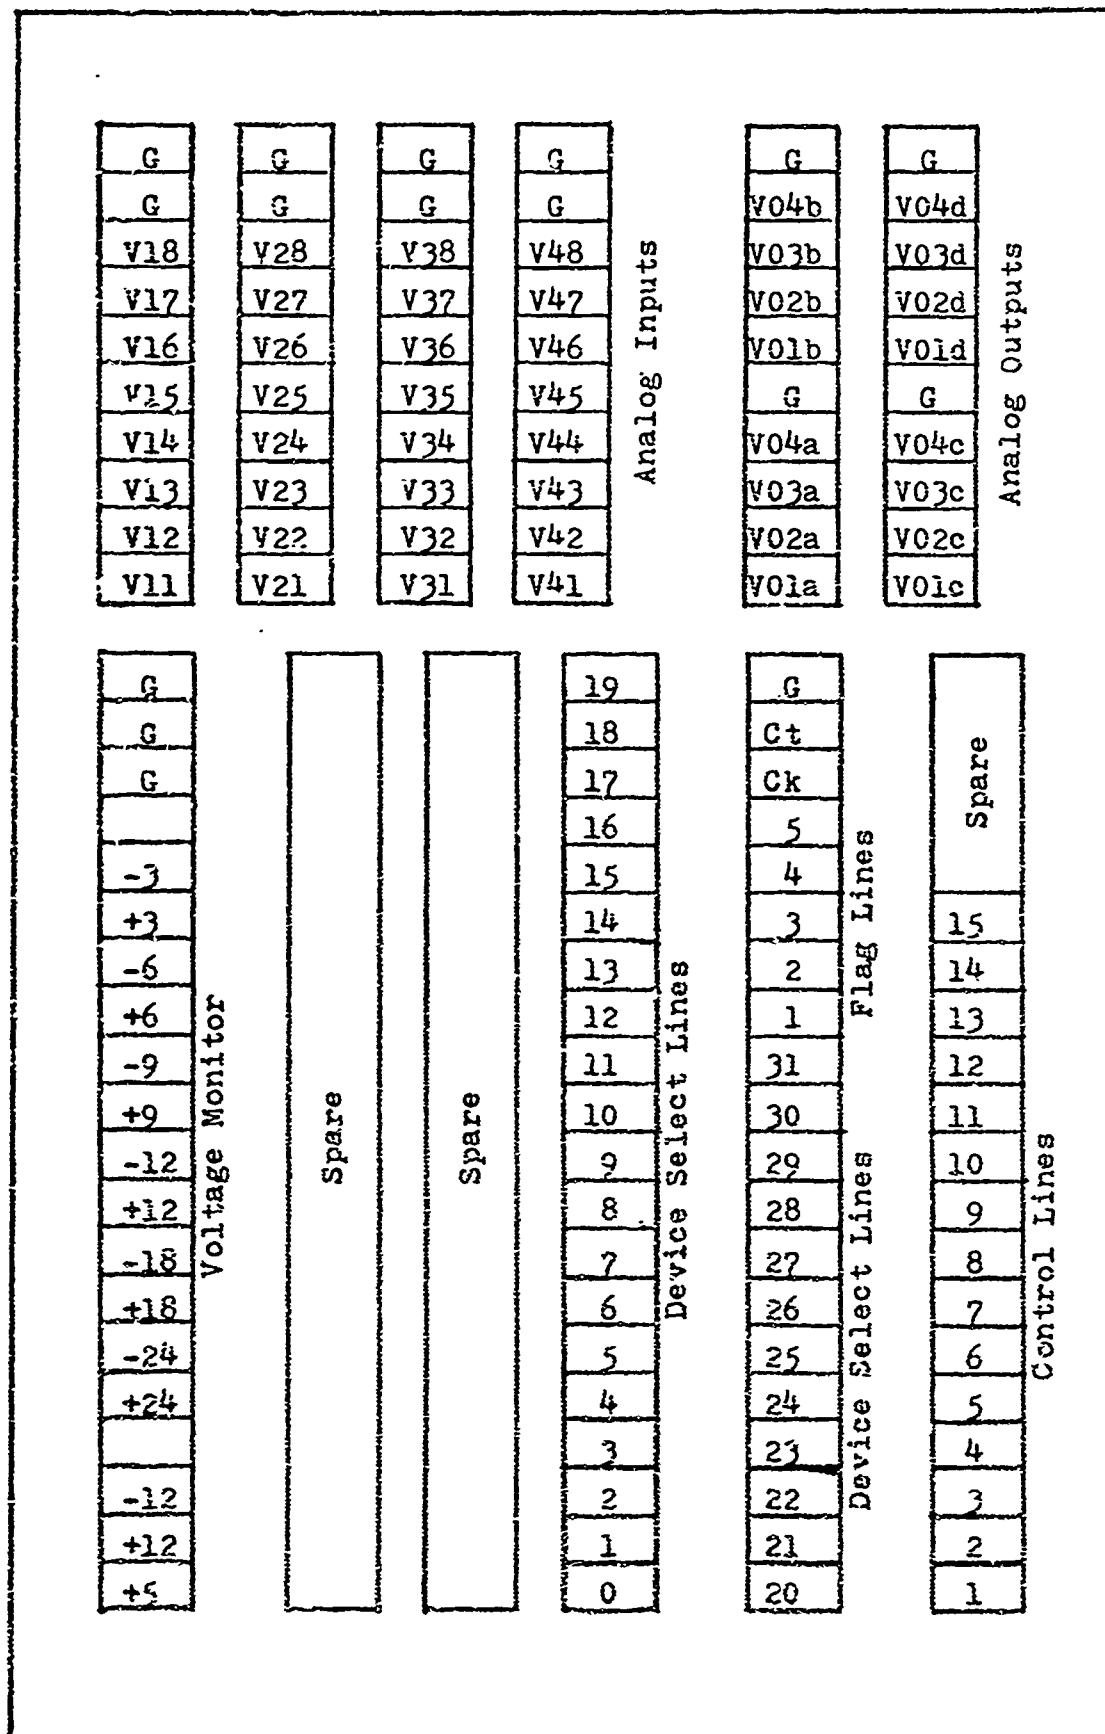 G G G G G G
G G G G V04b V04d
V18 V28 V38 V48 V03b V03d
V17 V27 V37 V47 V02b V02d
V16 V26 V36 V46 V01b V01d
V15 V25 V35 V45 G G
V14 V24 V34 V44 V04a V04c
V13 V23 V33 V43 V03a V03c
V12 V22 V32 V42 V02a V02c
V11 V21 V31 V41 V01a V01c
Analog Inputs
Analog Outputs
G
G
G
-3
+3
-6
+6
-9
+9
-12
+12
-18
+18
-24
+24
-12
+12
+5
Voltage Monitor
Spare
Spare
19
18
17
16
15
14
13
12
11
10
9
8
7
6
5
4
3
2
1
0
Device Select Lines
G
Ct
Ck
5
4
3
2
1
31
30
29
28
27
26
25
24
23
22
21
20
Flag Lines
Device Select Lines
Spare
15
14
13
12
11
10
9
8
7
6
5
4
3
2
1
Control Lines